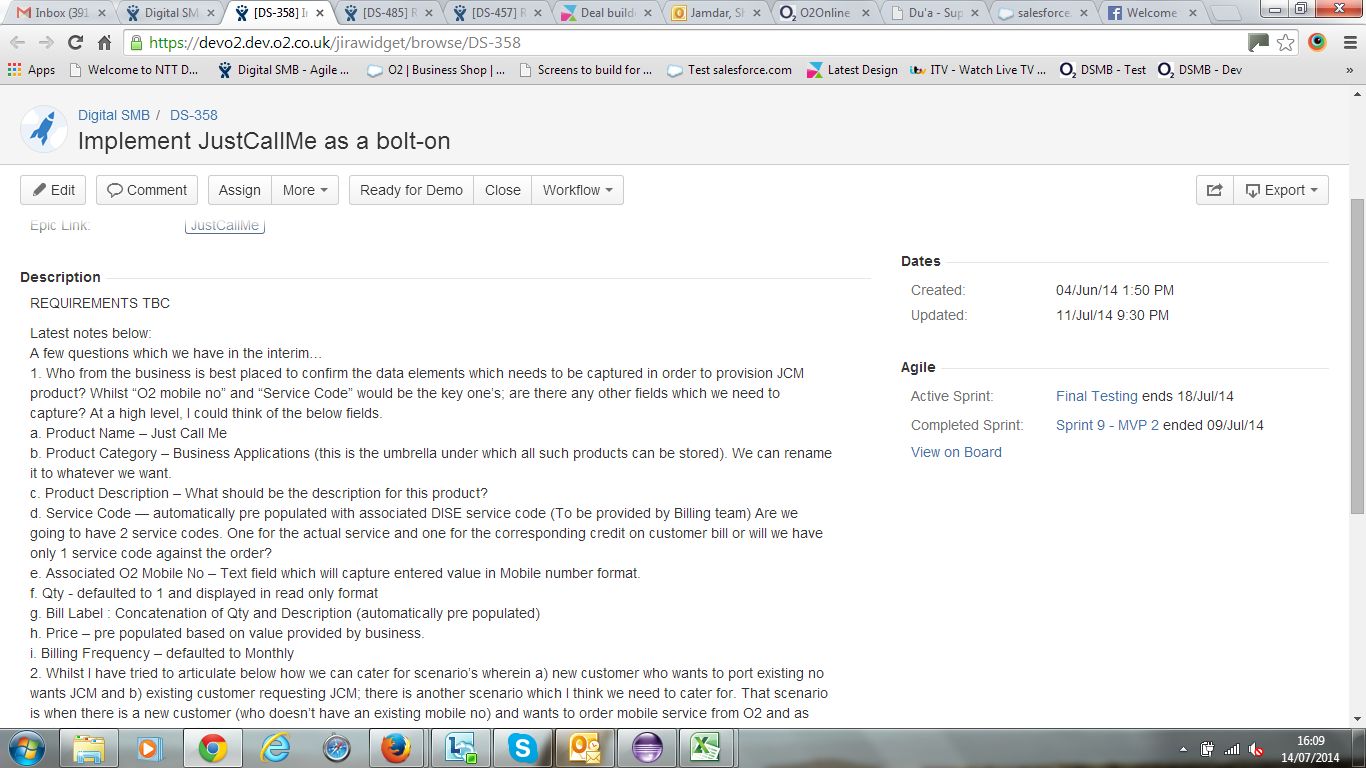 Inbox (391
Digital SM
[DS-358] I
[DS-485] R
[DS-457] R
Deal build
Jamdar, S
O2Online
Du'a - Sup
salesforce.
Welcome
https://devo2.dev.o2.co.uk/jirawidget/browse/DS-358
Apps
Welcome to NTT D...
Digital SMB - Agile ...
O2 | Business Shop | ...
Screens to build for ...
Test salesforce.com
Latest Design
itv
ITV - Watch Live TV ...
O2
DSMB - Test
O2
DSMB - Dev
»
Digital SMB / DS-358
Implement JustCallMe as a bolt-on
Edit
Comment
Assign
More
Ready for Demo
Close
Workflow
Export
Epic Link:
JustCallMe
Description
REQUIREMENTS TBC
Latest notes below:
A few questions which we have in the interim…
1. Who from the business is best placed to confirm the data elements which needs to be captured in order to provision JCM
product? Whilst “O2 mobile no” and “Service Code” would be the key one’s; are there any other fields which we need to
capture? At a high level, I could think of the below fields.
a. Product Name – Just Call Me
b. Product Category – Business Applications (this is the umbrella under which all such products can be stored). We can rename
it to whatever we want.
c. Product Description – What should be the description for this product?
d. Service Code — automatically pre populated with associated DISE service code (To be provided by Billing team) Are we
going to have 2 service codes. One for the actual service and one for the corresponding credit on customer bill or will we have
only 1 service code against the order?
e. Associated O2 Mobile No – Text field which will capture entered value in Mobile number format.
f. Qty - defaulted to 1 and displayed in read only format
g. Bill Label : Concatenation of Qty and Description (automatically pre populated)
h. Price – pre populated based on value provided by business.
i. Billing Frequency – defaulted to Monthly
2. Whilst I have tried to articulate below how we can cater for scenario’s wherein a) new customer who wants to port existing no
wants JCM and b) existing customer requesting JCM; there is another scenario which I think we need to cater for. That scenario
is when there is a new customer (who doesn’t have an existing mobile no) and wants to order mobile service from O2 and as
Dates
Created: 04/Jun/14 1:50 PM
Updated: 11/Jul/14 9:30 PM
Agile
Active Sprint: Final Testing ends 18/Jul/14
Completed Sprint: Sprint 9 - MVP 2 ended 09/Jul/14
View on Board
16:09
14/07/2014